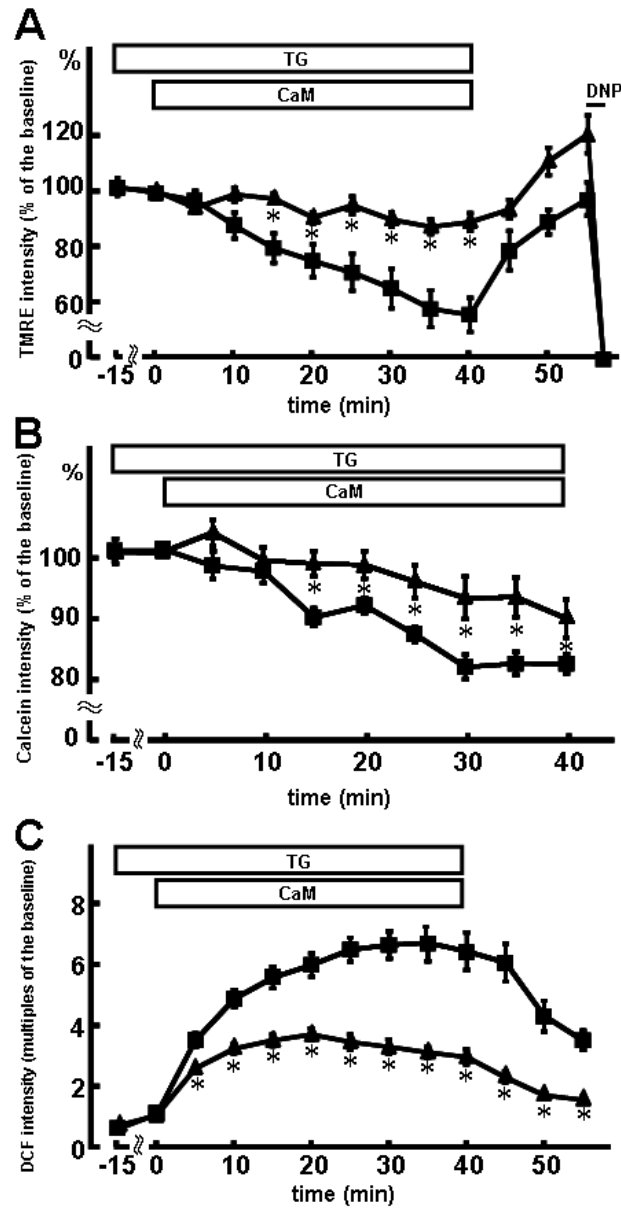 A
%
TG
CaM
DNP
TMRE intensity (% of the baseline)
120
100
80
60
0
-15 0 10 20 30 40 50
time (min)
* * * * * *
B
%
TG
CaM
Calcein intensity (% of the baseline)
100
90
80
0
-15 0 10 20 30 40
time (min)
* * * * * *
C
TG
CaM
DCF intensity (multiples of the baseline)
8
6
4
2
0
-15 0 10 20 30 40 50
time (min)
* * * * * * * * * * *